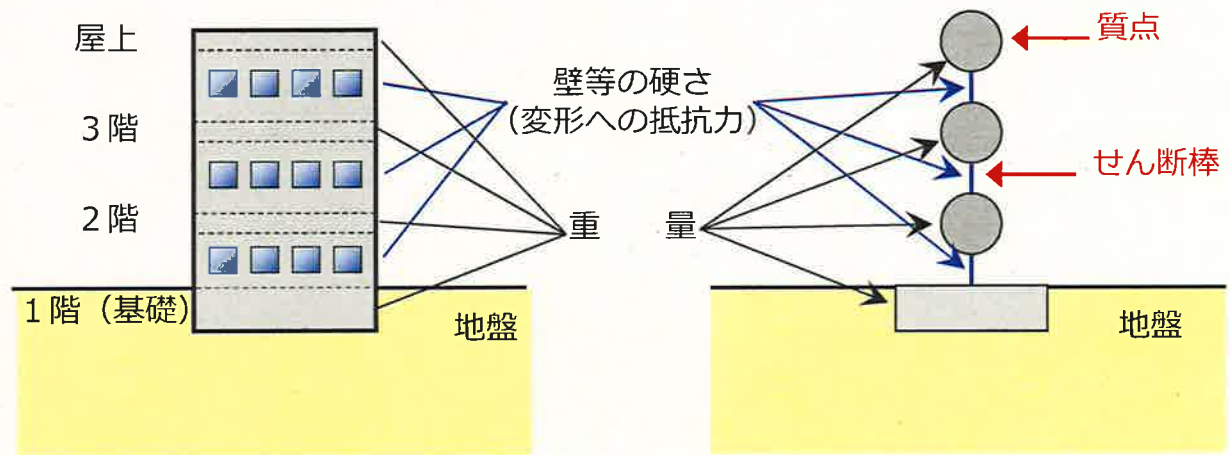 屋上
3階
2階
1階（基礎）
地盤
壁等の硬さ
（変形への抵抗力）
重　量
質点
せん断棒
地盤